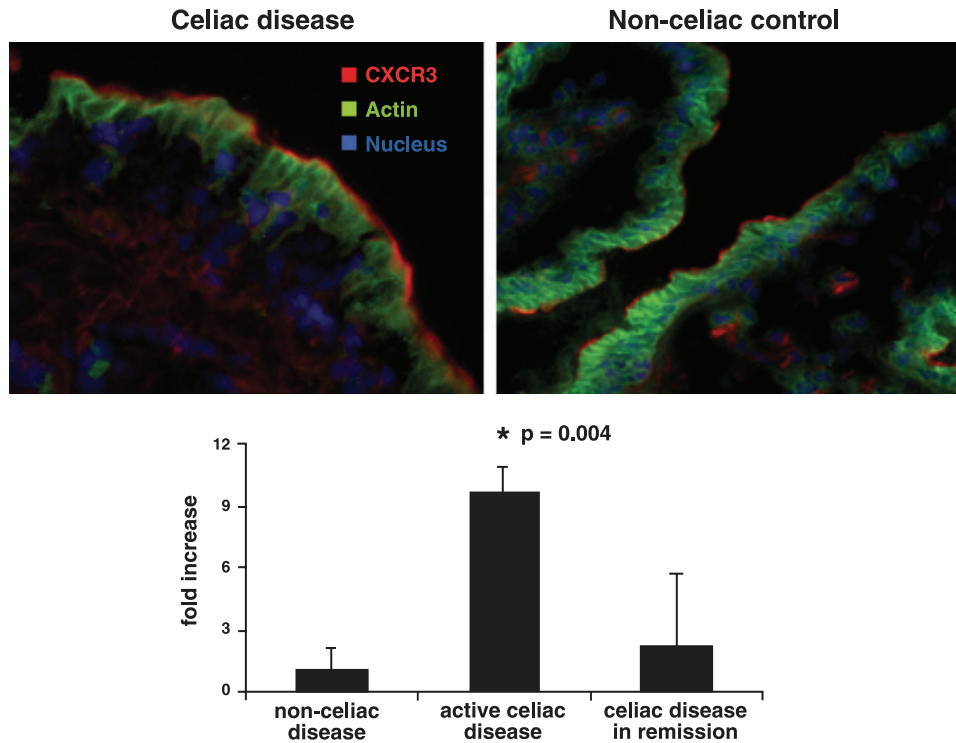 Celiac disease
Non-celiac control
CXCR3
Actin
Nucleus
* p = 0.004
fold increase
12
9
6
3
0
non-celiac
disease
active celiac
disease
celiac disease
in remission